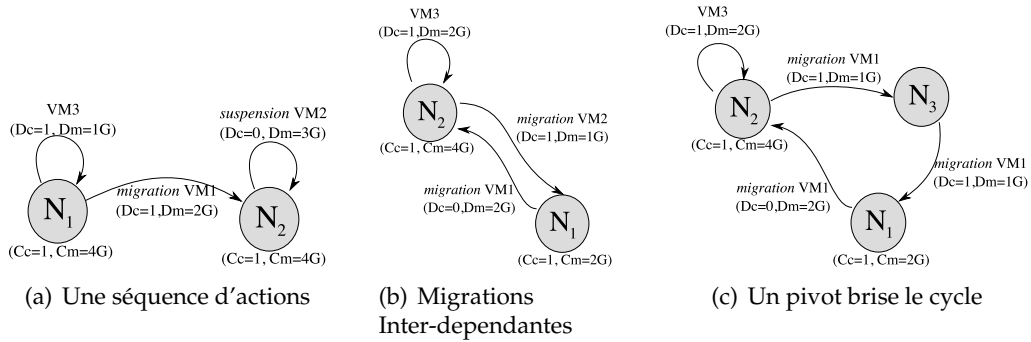 VM3
(Dc=1, Dm=1G)
suspension VM2
(Dc=0, Dm=3G)
migration VM1
(Dc=1,Dm=2G)
N1
N2
(Cc=1, Cm=4G)
(Cc=1, Cm=4G)
(a) Une séquence d'actions
VM3
(Dc=1,Dm=2G)
N2
migration VM2
(Dc=1,Dm=1G)
(Cc=1, Cm=4G)
migration VM1
(Dc=0,Dm=2G)
N1
(Cc=1, Cm=2G)
(b) Migrations
Inter-dependantes
VM3
(Dc=1,Dm=2G)
migration VM1
(Dc=1,Dm=1G)
N2
N3
(Cc=1, Cm=4G)
migration VM1
(Dc=1,Dm=1G)
migration VM1
(Dc=0,Dm=2G)
N1
(Cc=1, Cm=2G)
(c) Un pivot brise le cycle